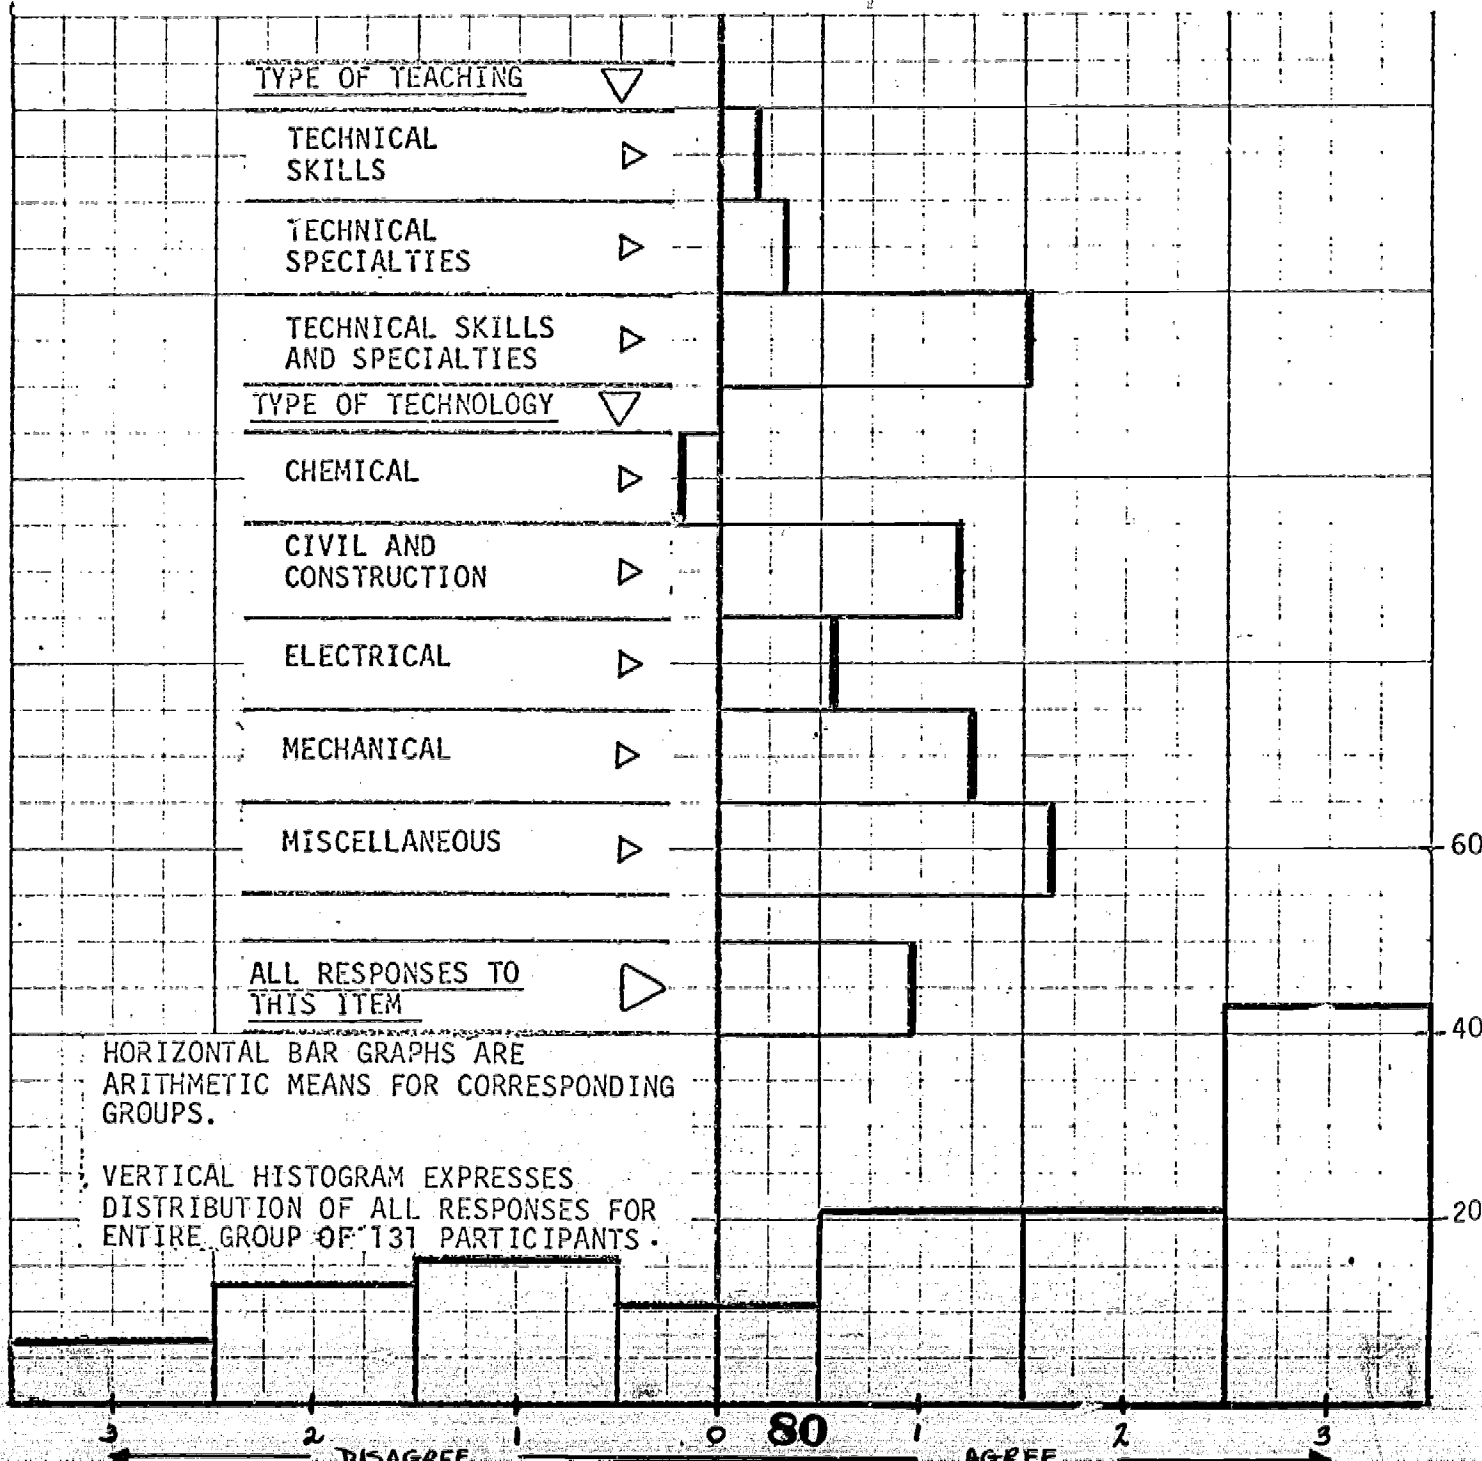 TYPE OF TEACHING
TECHNICAL
SKILLS
TECHNICAL
SPECIALTIES
TECHNICAL SKILLS
AND SPECIALTIES
TYPE OF TECHNOLOGY
CHEMICAL
CIVIL AND
CONSTRUCTION
ELECTRICAL
MECHANICAL
MISCELLANEOUS
60
ALL RESPONSES TO
THIS ITEM
40
HORIZONTAL BAR GRAPHS ARE
ARITHMETIC MEANS FOR CORRESPONDING
GROUPS.
VERTICAL HISTOGRAM EXPRESSES
DISTRIBUTION OF ALL RESPONSES FOR
20
ENTIRE GROUP OF 131 PARTICIPANTS.
3 2 1 0 80 1 2 3
DISAGREE AGREE